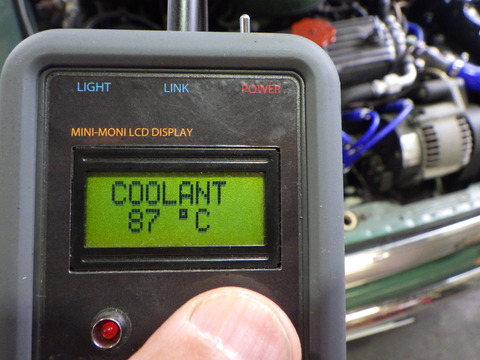 LIGHT LINK POWER
MINI-MONI LCD DISPLAY
COOLANT
87 °C